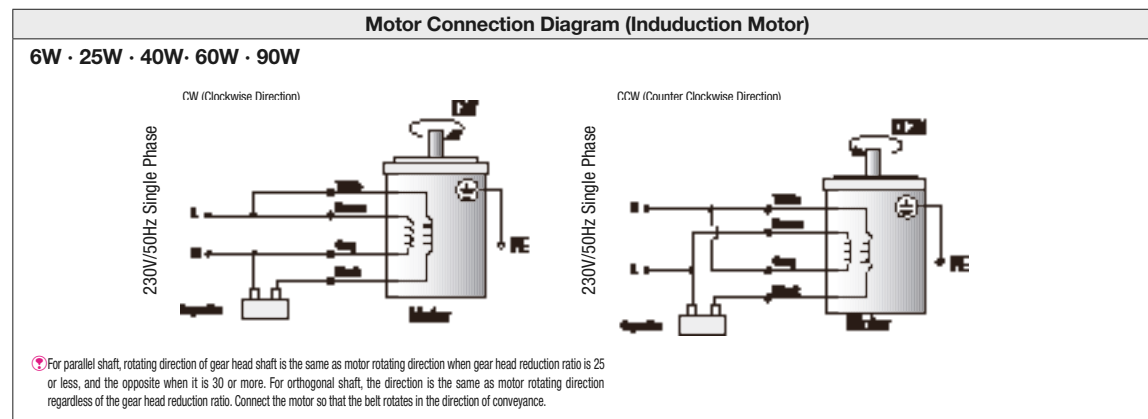 Motor Connection Diagram (Induduction Motor)
6W · 25W · 40W· 60W · 90W
CW (Clockwise Direction)
CCW (Counter Clockwise Direction)
230V/50Hz Single Phase
CW
L
PE
Motor
230V/50Hz Single Phase
L
PE
For parallel shaft, rotating direction of gear head shaft is the same as motor rotating direction when gear head reduction ratio is 25
or less, and the opposite when it is 30 or more. For orthogonal shaft, the direction is the same as motor rotating direction
regardless of the gear head reduction ratio. Connect the motor so that the belt rotates in the direction of conveyance.